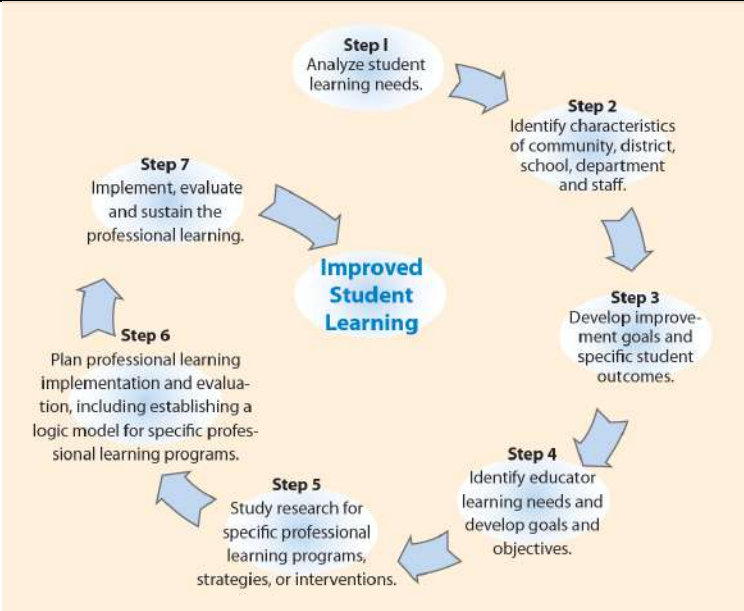 Step I
Analyze student
learning needs.
Step 2
Identify characteristics
of community, district,
school, department
and staff.
Step 3
Develop improve-
ment goals and
specific student
outcomes.
Step 4
Identify educator
learning needs and
develop goals and
objectives.
Step 5
Study research for
specific professional
learning programs,
strategies, or interventions.
Step 6
Plan professional learning
implementation and evalua-
tion, including establishing a
logic model for specific profes-
sional learning programs.
Step 7
Implement, evaluate
and sustain the
professional learning.
Improved
Student
Learning